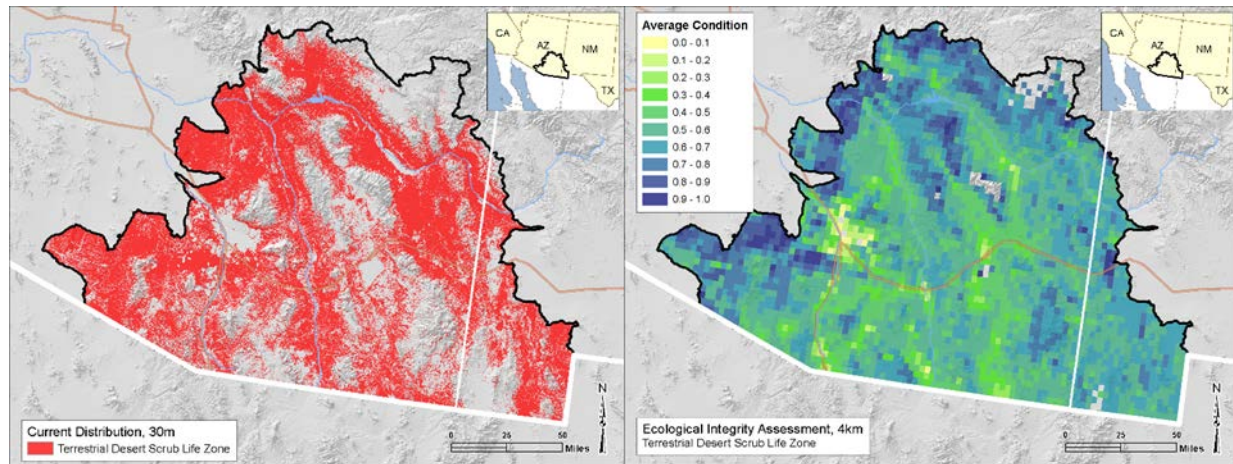 CA
AZ
NM
TX
Current Distribution, 30m
Terrestrial Desert Scrub Life Zone
N
0 25 50
Miles
Average Condition
0.0 - 0.1
0.1 - 0.2
0.2 - 0.3
0.3 - 0.4
0.4 - 0.5
0.5 - 0.6
0.6 - 0.7
0.7 - 0.8
0.8 - 0.9
0.9 - 1.0
CA
AZ
NM
TX
Ecological Integrity Assessment, 4km
Terrestrial Desert Scrub Life Zone
N
0 25 50
Miles